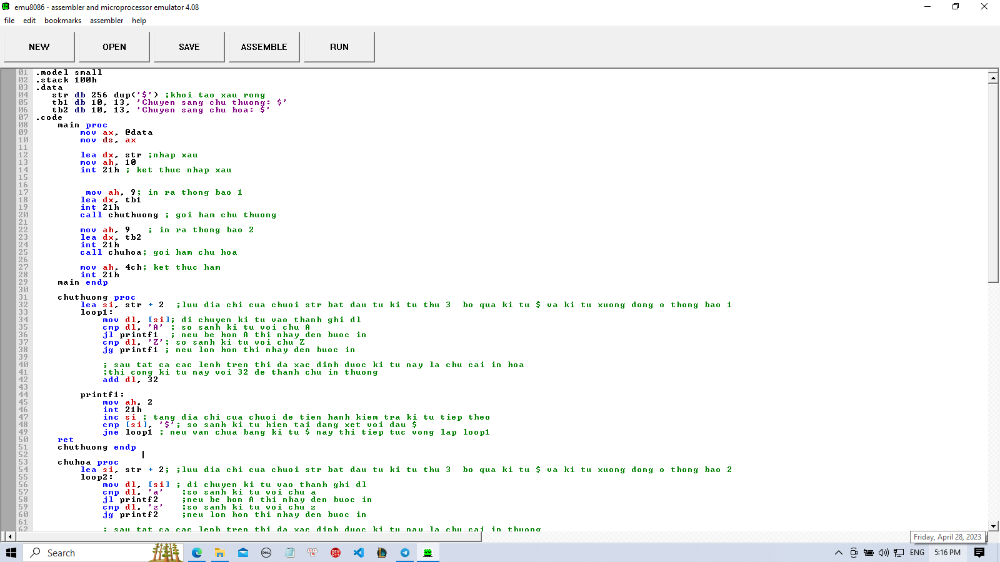 emu8086 - assembler and microprocessor emulator 4.08
file edit bookmarks assembler help
NEW OPEN SAVE ASSEMBLE RUN
01 .model small
02 .stack 100h
03 .data
04 str db 256 dup('$') ;khoi tao xau rong
05 tb1 db 10, 13, 'Chuyen sang chu thuong: $'
06 tb2 db 10, 13, 'Chuyen sang chu hoa: $'
07 .code
08 main proc
09 mov ax, @data
10 mov ds, ax
11
12 lea dx, str ;nhap xau
13 mov ah, 10
14 int 21h ; ket thuc nhap xau
15
16
17 mov ah, 9; in ra thong bao 1
18 lea dx, tb1
19 int 21h
20 call chuthuong ; goi ham chu thuong
21
22 mov ah, 9 ; in ra thong bao 2
23 lea dx, tb2
24 int 21h
25 call chuhoa; goi ham chu hoa
26
27 mov ah, 4ch; ket thuc ham
28 int 21h
29 main endp
30
31 chuthuong proc
32 lea si, str + 2 ;luu dia chi cua chuoi str bat dau tu ki tu thu 3 bo qua ki tu $ va ki tu xuong dong o thong bao 1
33 loop1:
34 mov dl, [si]; di chuyen ki tu vao thanh ghi dl
35 cmp dl, 'A' ; so sanh ki tu voi chu A
36 jl printf1 ; neu be hon A thi nhay den buoc in
37 cmp dl, 'Z'; so sanh ki tu voi chu Z
38 jg printf1 ; neu lon hon thi nhay den buoc in
39
40 ; sau tat ca cac lenh tren thi da xac dinh duoc ki tu nay la chu cai in hoa
41 ;thi cong ki tu nay voi 32 de thanh chu in thuong
42 add dl, 32
43
44 printf1:
45 mov ah, 2
46 int 21h
47 inc si ; tang dia chi cua chuoi de tien hanh kiem tra ki tu tiep theo
48 cmp [si], '$'; so sanh ki tu hien tai dang xet voi dau $
49 jne loop1 ; neu van chua bang ki tu $ nay thi tiep tuc vong lap loop1
50 ret
51 chuthuong endp
52
53 chuhoa proc
54 lea si, str + 2; ;luu dia chi cua chuoi str bat dau tu ki tu thu 3 bo qua ki tu $ va ki tu xuong dong o thong bao 2
55 loop2:
56 mov dl, [si] ; di chuyen ki tu vao thanh ghi dl
57 cmp dl, 'a' ;so sanh ki tu voi chu a
58 jl printf2 ;neu be hon A thi nhay den buoc in
59 cmp dl, 'z' ;so sanh ki tu voi chu z
60 jg printf2 ;neu lon hon thi nhay den buoc in
61
62 ; sau tat ca cac lenh tren thi da xac dinh duoc ki tu nay la chu cai in thuong
Friday, April 28, 2023
Search
DELL
DEV C++
ENG 5:16 PM